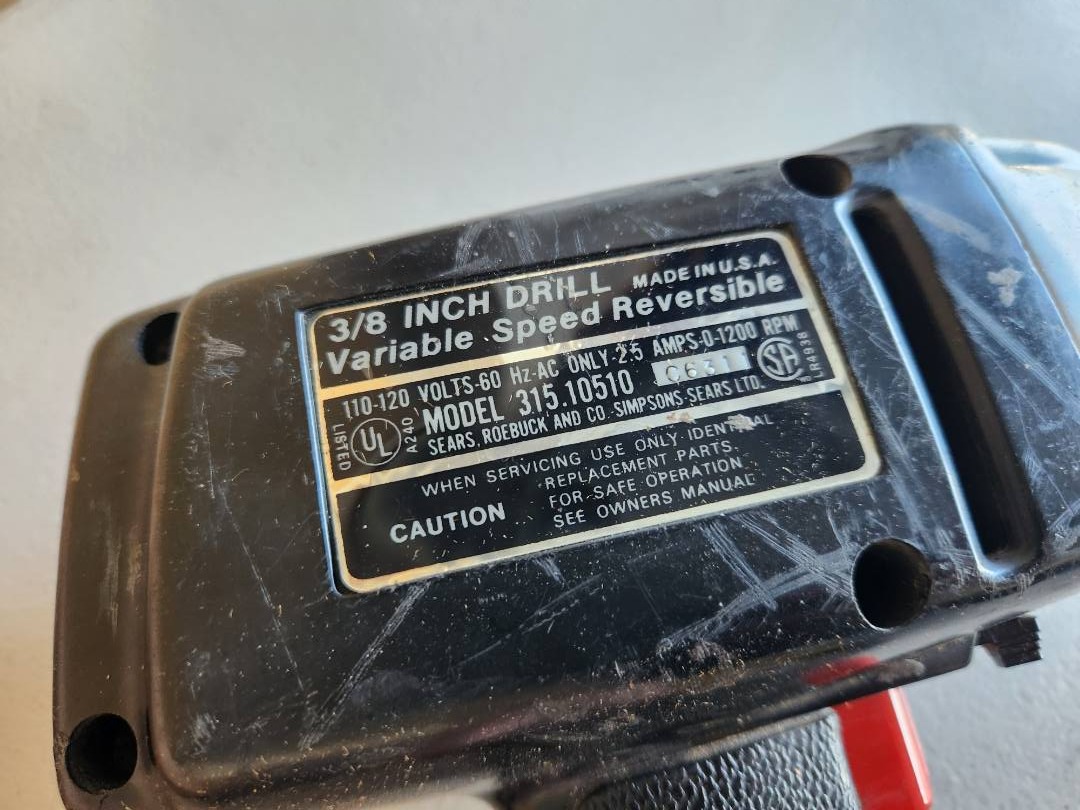 3/8 INCH DRILL MADE IN U.S.A.
Variable Speed Reversible
110-120 VOLTS-60 Hz-AC ONLY-2.5 AMPS-0-1200 RPM
MODEL 315.10510
LISTED UL A240
SEARS, ROEBUCK AND CO. SIMPSONS-SEARS LTD.
SA LR4938
WHEN SERVICING USE ONLY IDENTICAL
REPLACEMENT PARTS.
CAUTION FOR SAFE OPERATION
SEE OWNERS MANUAL